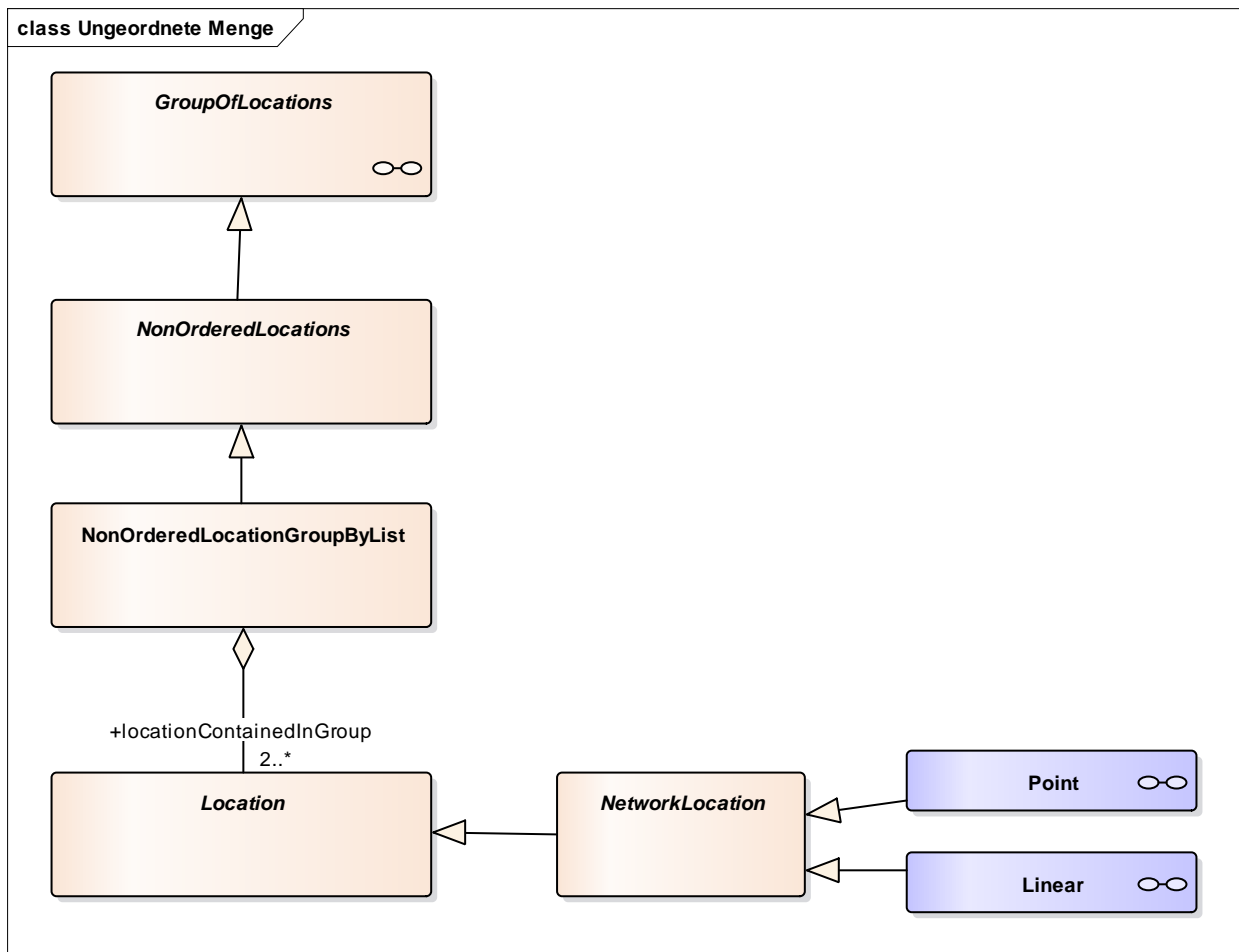 class Ungeordnete Menge
GroupOfLocations
NonOrderedLocations
NonOrderedLocationGroupByList
+locationContainedInGroup
2..*
Location
NetworkLocation
Point
Linear